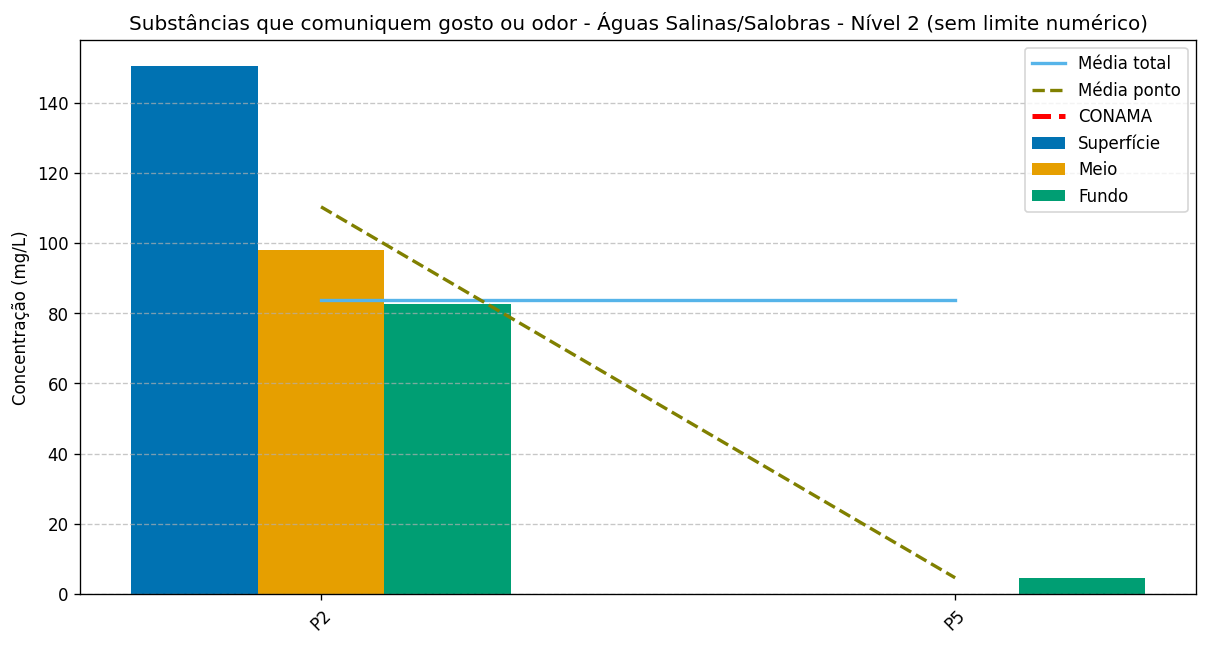 Substâncias que comuniquem gosto ou odor - Águas Salinas/Salobras - Nível 2 (sem limite numérico)
Concentração (mg/L)
140
120
100
80
60
40
20
0
P2
P5
Média total
Média ponto
CONAMA
Superfície
Meio
Fundo